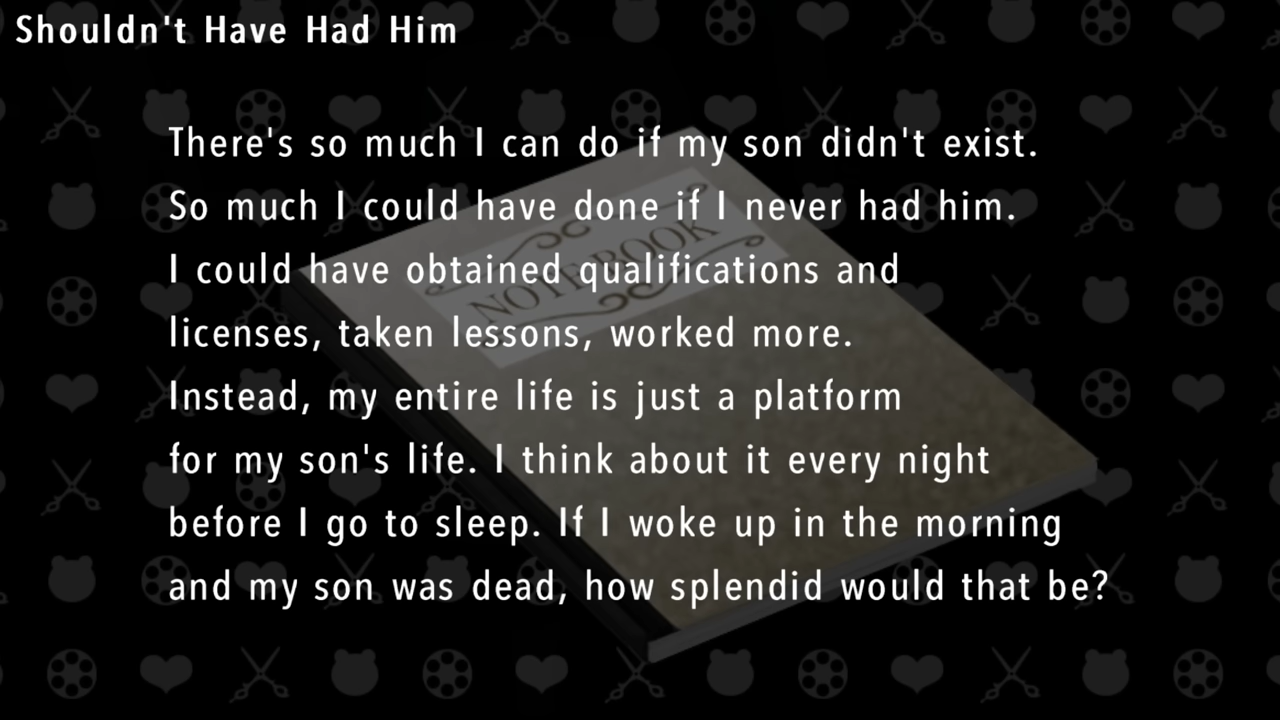 Shouldn't Have Had Him
There's so much I can do if my son didn't exist.
So much I could have done if I never had him.
I could have obtained qualifications and
licenses, taken lessons, worked more.
Instead, my entire life is just a platform
for my son's life. I think about it every night
before I go to sleep. If I woke up in the morning
and my son was dead, how splendid would that be?
NOTEBOOK